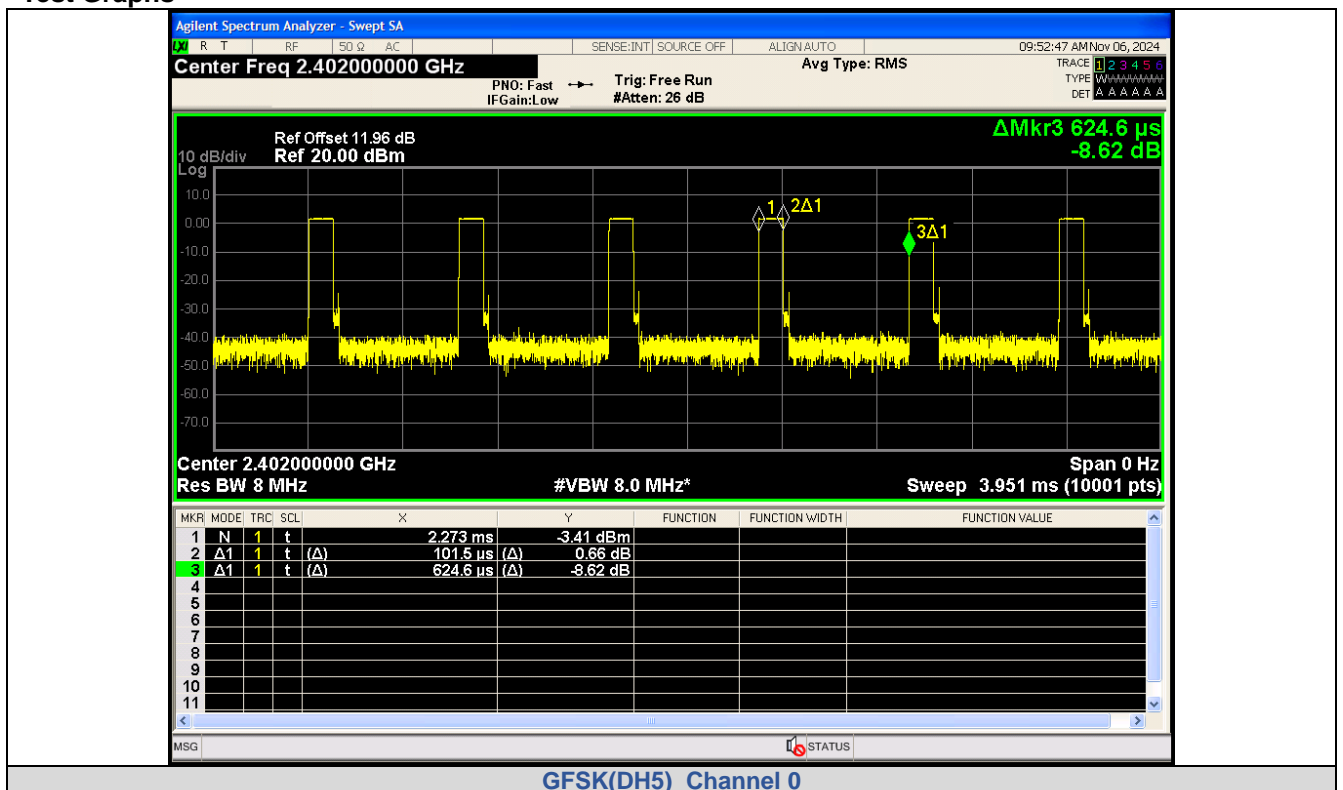 Test Graphs
Agilent Spectrum Analyzer - Swept SA
LXI R T RF 50 Ω AC SENSE:INT SOURCE OFF ALIGN AUTO 09:52:47 AM Nov 06, 2024
Center Freq 2.402000000 GHz
PNO: Fast
IFGain:Low
Trig: Free Run
#Atten: 26 dB
Avg Type: RMS
TRACE 1 2 3 4 5 6
TYPE
DET A A A A A A
ΔMkr3 624.6 µs
-8.62 dB
Ref Offset 11.96 dB
10 dB/div Ref 20.00 dBm
Log
10.0
0.00
-10.0
-20.0
-30.0
-40.0
-50.0
-60.0
-70.0
1 2Δ1
3Δ1
Center 2.402000000 GHz Span 0 Hz
Res BW 8 MHz #VBW 8.0 MHz* Sweep 3.951 ms (10001 pts)
MKR MODE TRC SCL X Y FUNCTION FUNCTION WIDTH FUNCTION VALUE
1 N 1 t 2.273 ms -3.41 dBm
2 Δ1 1 t (Δ) 101.5 µs (Δ) 0.66 dB
3 Δ1 1 t (Δ) 624.6 µs (Δ) -8.62 dB
4
5
6
7
8
9
10
11
MSG STATUS
GFSK(DH5) Channel 0